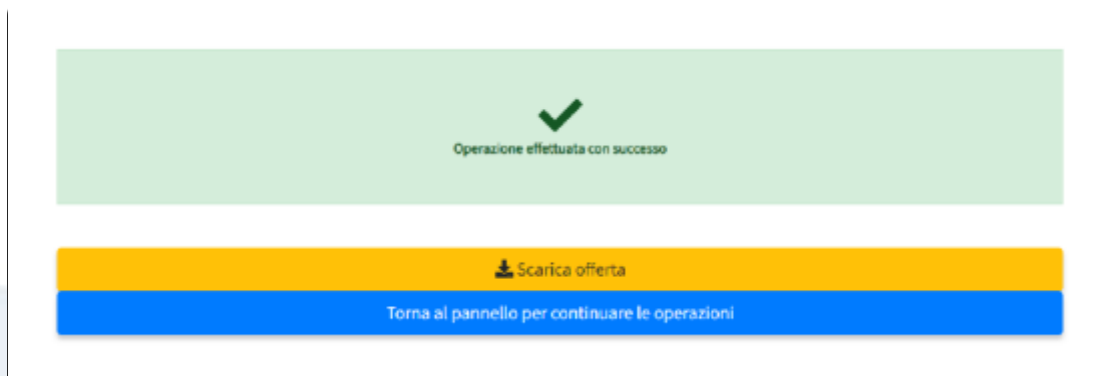 Operazione effettuata con successo
Scarica offerta
Torna al pannello per continuare le operazioni